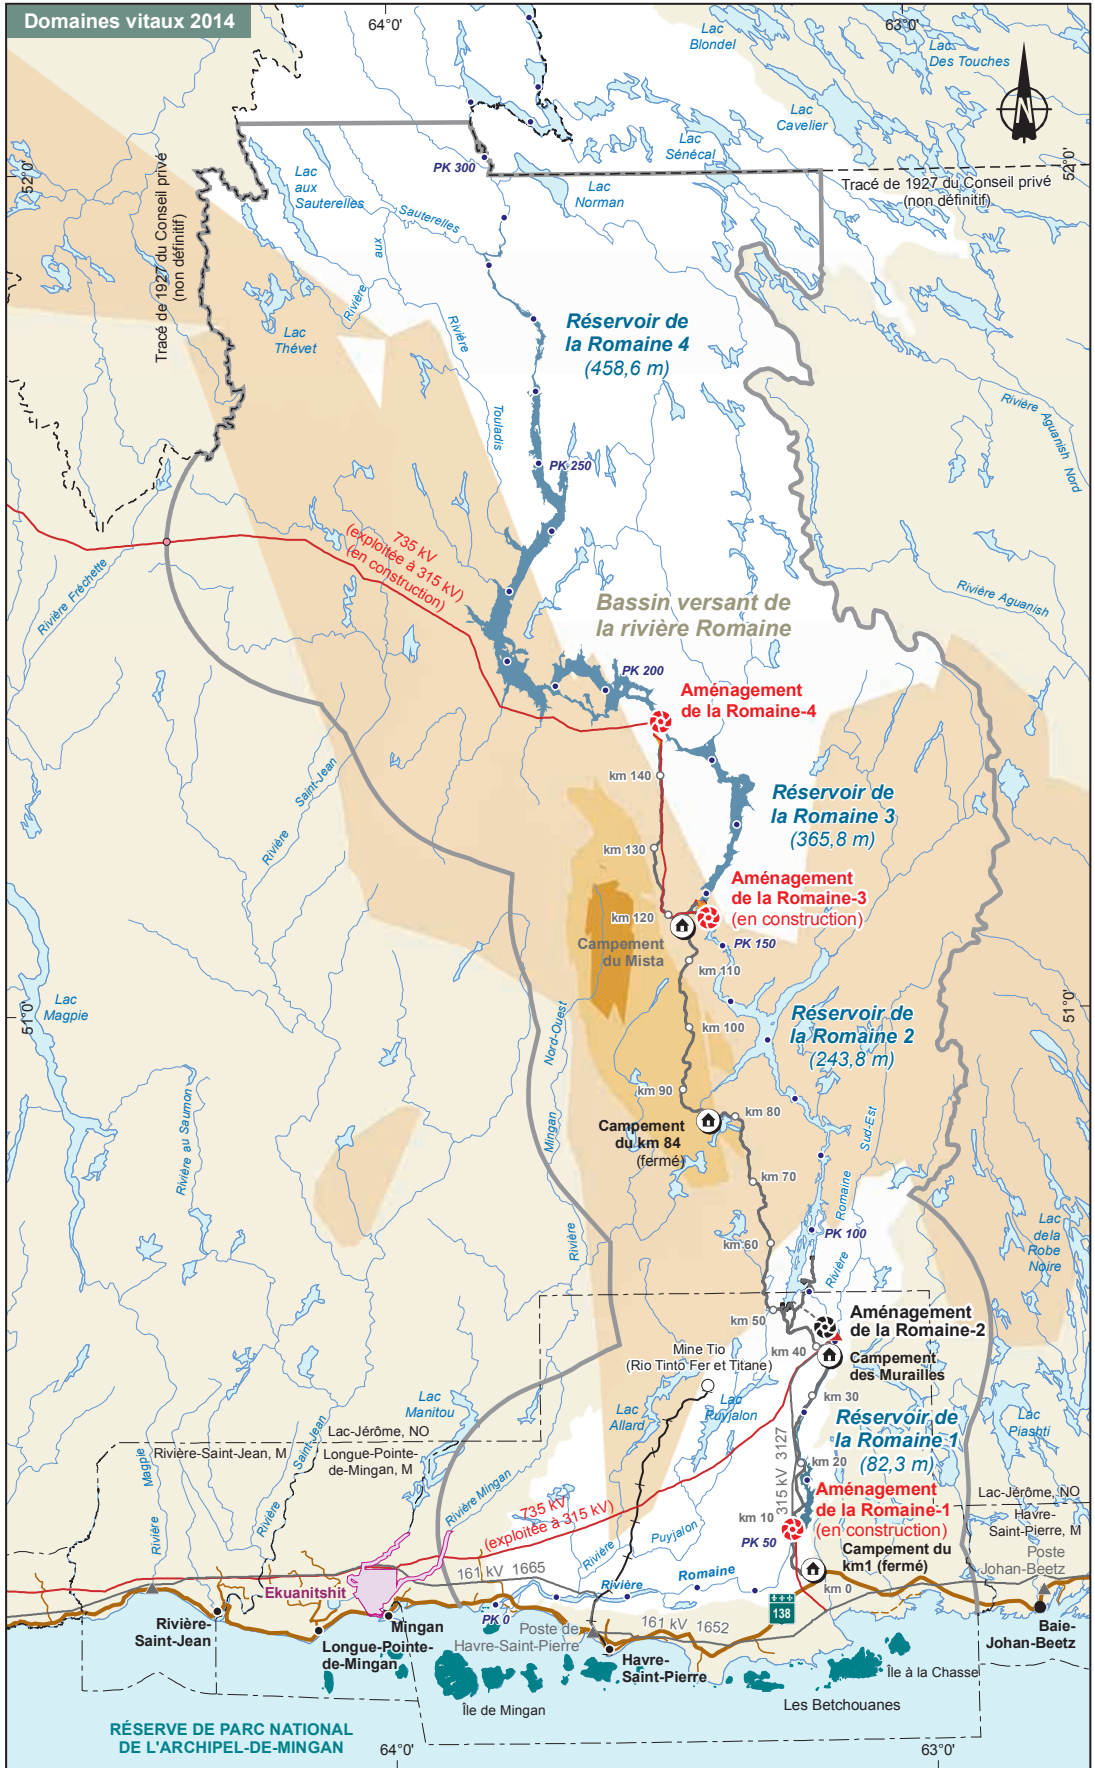 Domaines vitaux 2014
64°0'
63°0'
Lac
Blondel
Lac
Des Touches
Lac
Cavelier
Lac
Sénécal
N
52°0'
52°0'
PK 300
Lac
aux
Sauterelles
Lac
Norman
Tracé de 1927 du Conseil privé
(non définitif)
Tracé de 1927 du Conseil privé
(non définitif)
Sauterelles
aux
Rivière
Lac
Thévet
Rivière
Touladis
Réservoir de
la Romaine 4
(458,6 m)
Rivière Aguanish Nord
PK 250
735 kV
(exploitée à 315 kV)
(en construction)
Rivière Fréchette
Rivière Aguanish
Bassin versant de
la rivière Romaine
PK 200
Aménagement
de la Romaine-4
km 140
Rivière
Saint-Jean
Réservoir de
la Romaine 3
(365,8 m)
km 130
Aménagement
de la Romaine-3
(en construction)
km 120
Campement
du Mista
PK 150
km 110
Lac
Magpie
51°0'
51°0'
Réservoir de
la Romaine 2
(243,8 m)
km 100
Nord-Ouest
Mingan
Rivière
km 90
km 80
Campement
du km 84
(fermé)
Rivière au Saumon
Sud-Est
Romaine
Rivière
km 70
km 60
PK 100
Lac
de la
Robe
Noire
km 50
Aménagement
de la Romaine-2
km 40
Mine Tio
(Rio Tinto Fer et Titane)
Campement
des Murailles
km 30
Lac
Manitou
Lac
Allard
Lac
Puyjalon
Réservoir de
la Romaine 1
(82,3 m)
Lac
Piashti
Lac-Jérôme, NO
Rivière-Saint-Jean, M
Longue-Pointe-
de-Mingan, M
Magpie
Rivière
Saint-Jean
Rivière
Rivière Mingan
315 kV 3127
km 20
Aménagement
de la Romaine-1
(en construction)
Lac-Jérôme, NO
Havre-
Saint-Pierre, M
735 kV
(exploitée à 315 kV)
km 10
PK 50
Puyjalon
Rivière
Campement du
km1 (fermé)
Poste
Johan-Beetz
161 kV 1665
Ekuanitshit
Rivière
Romaine
km 0
138
PK 0
161 kV 1652
Rivière-
Saint-Jean
Mingan
Longue-Pointe-
de-Mingan
Poste de
Havre-Saint-Pierre
Havre-
Saint-Pierre
Baie-
Johan-Beetz
Île à la Chasse
Île de Mingan
Les Betchouanes
RÉSERVE DE PARC NATIONAL
DE L'ARCHIPEL-DE-MINGAN
64°0'
63°0'